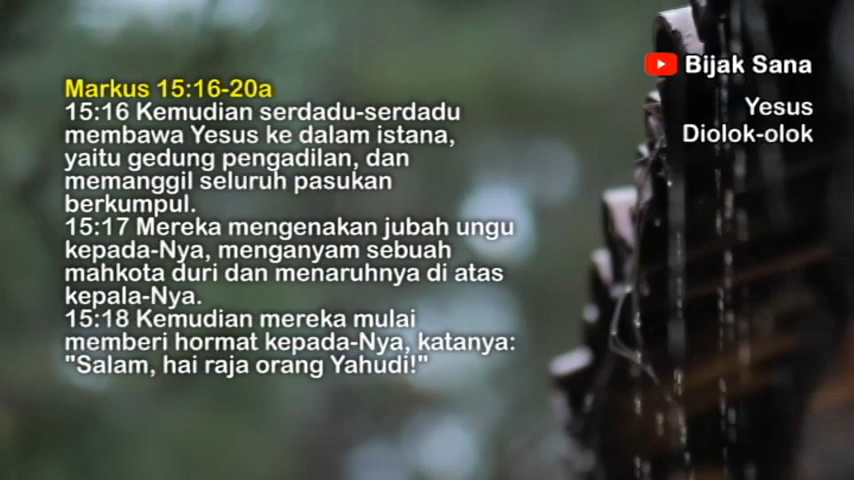 Markus 15:16-20a
15:16 Kemudian serdadu-serdadu
membawa Yesus ke dalam istana,
yaitu gedung pengadilan, dan
memanggil seluruh pasukan
berkumpul.
15:17 Mereka mengenakan jubah ungu
kepada-Nya, menganyam sebuah
mahkota duri dan menaruhnya di atas
kepala-Nya.
15:18 Kemudian mereka mulai
memberi hormat kepada-Nya, katanya:
"Salam, hai raja orang Yahudi!"
Bijak Sana
Yesus
Diolok-olok